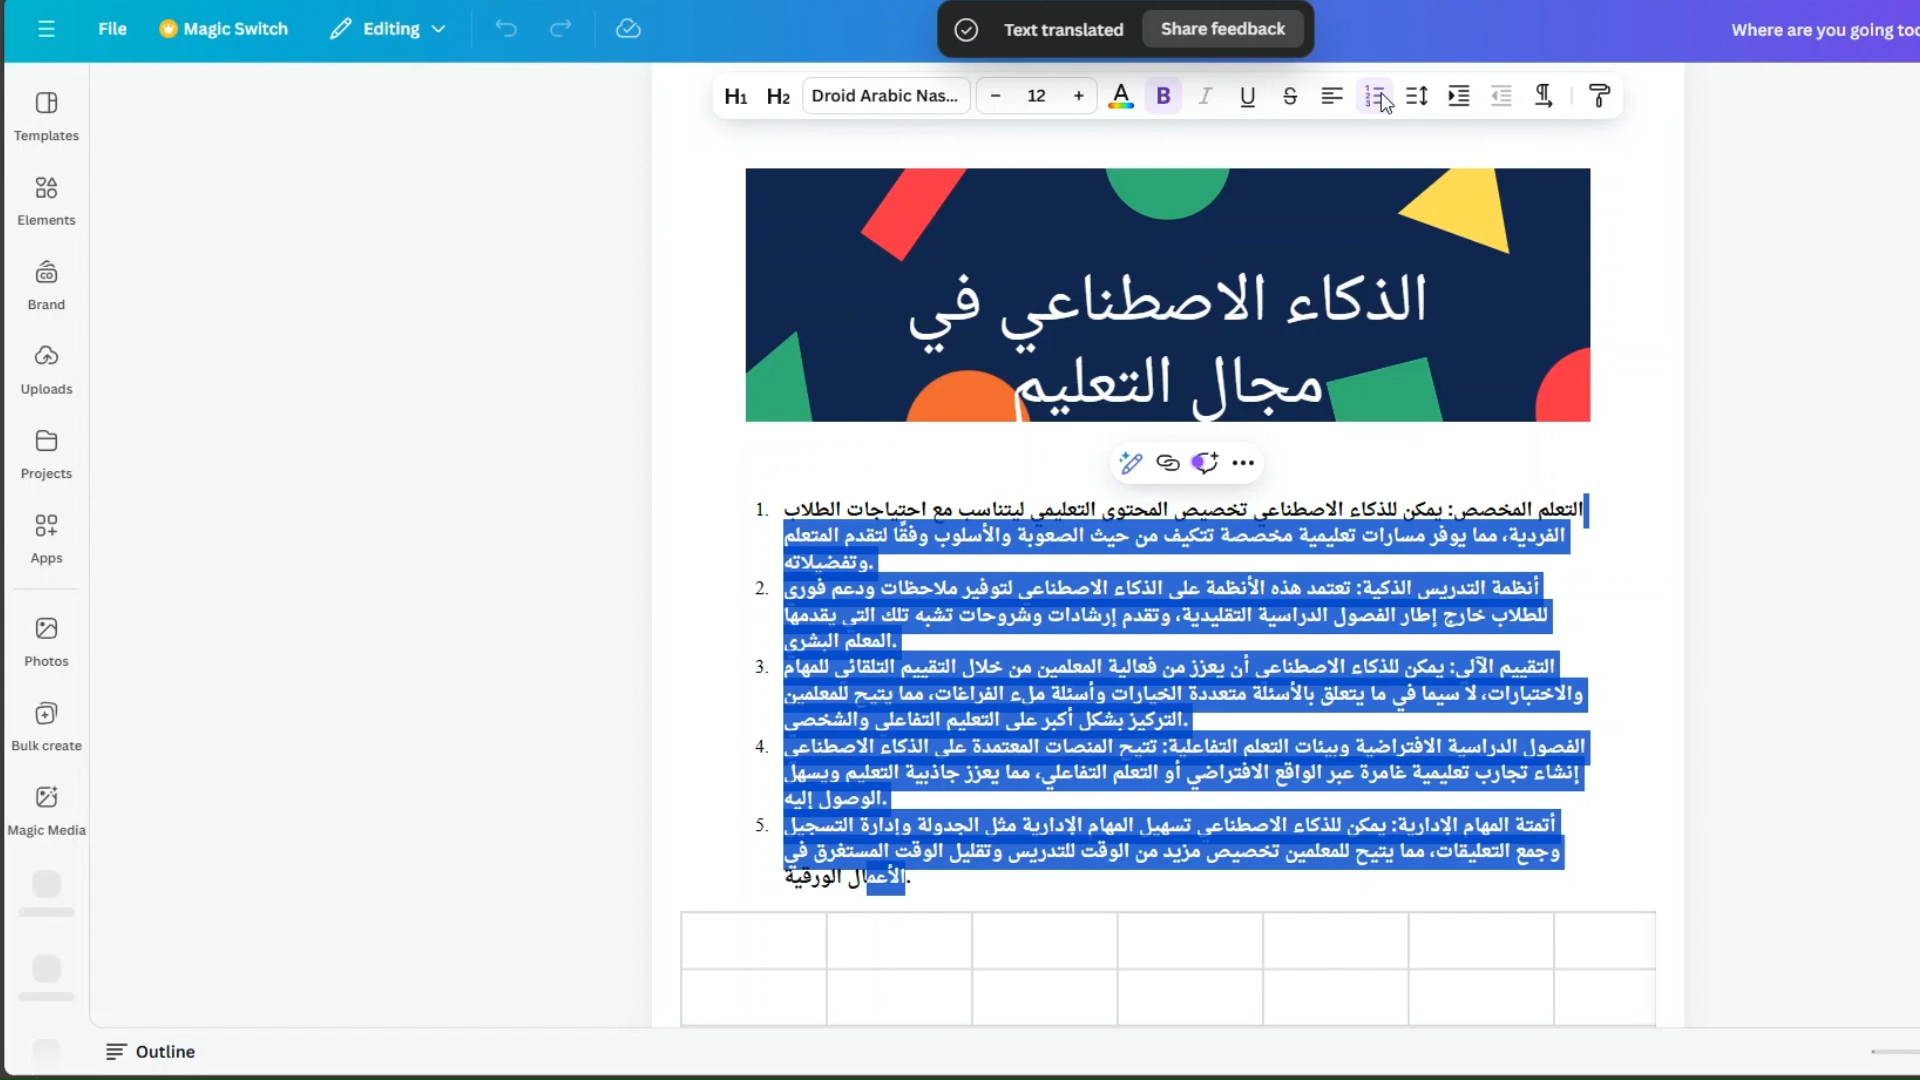 File
Magic Switch
Editing
Text translated
Share feedback
Where are you going too
H1
H2
Droid Arabic Nas...
– 12 +
A
B
I
U
S
Templates
Elements
Brand
Uploads
Projects
Apps
Photos
Bulk create
Magic Media
الذكاء الاصطناعي في
مجال التعليم
1. التعلم المخصص: يمكن للذكاء الاصطناعي تخصيص المحتوى التعليمي ليتناسب مع احتياجات الطلاب
الفردية، مما يوفر مسارات تعليمية مخصصة تتكيف من حيث الصعوبة والأسلوب وفقًا لتقدم المتعلم
وتفضيلاته.
2. أنظمة التدريس الذكية: تعتمد هذه الأنظمة على الذكاء الاصطناعي لتوفير ملاحظات ودعم فوري
للطلاب خارج إطار الفصول الدراسية التقليدية، وتقدم إرشادات وشروحات تشبه تلك التي يقدمها
المعلم البشري.
3. التقييم الآلي: يمكن للذكاء الاصطناعي أن يعزز من فعالية المعلمين من خلال التقييم التلقائي للمهام
والاختبارات، لا سيما في ما يتعلق بالأسئلة متعددة الخيارات وأسئلة ملء الفراغات، مما يتيح للمعلمين
التركيز بشكل أكبر على التعليم التفاعلي والشخصي.
4. الفصول الدراسية الافتراضية وبيئات التعلم التفاعلية: تتيح المنصات المعتمدة على الذكاء الاصطناعي
إنشاء تجارب تعليمية غامرة عبر الواقع الافتراضي أو التعلم التفاعلي، مما يعزز جاذبية التعليم ويسهل
الوصول إليه.
5. أتمتة المهام الإدارية: يمكن للذكاء الاصطناعي تسهيل المهام الإدارية مثل الجدولة وإدارة التسجيل
وجمع التعليقات، مما يتيح للمعلمين تخصيص مزيد من الوقت للتدريس وتقليل الوقت المستغرق في
الأعمال الورقية.
Outline